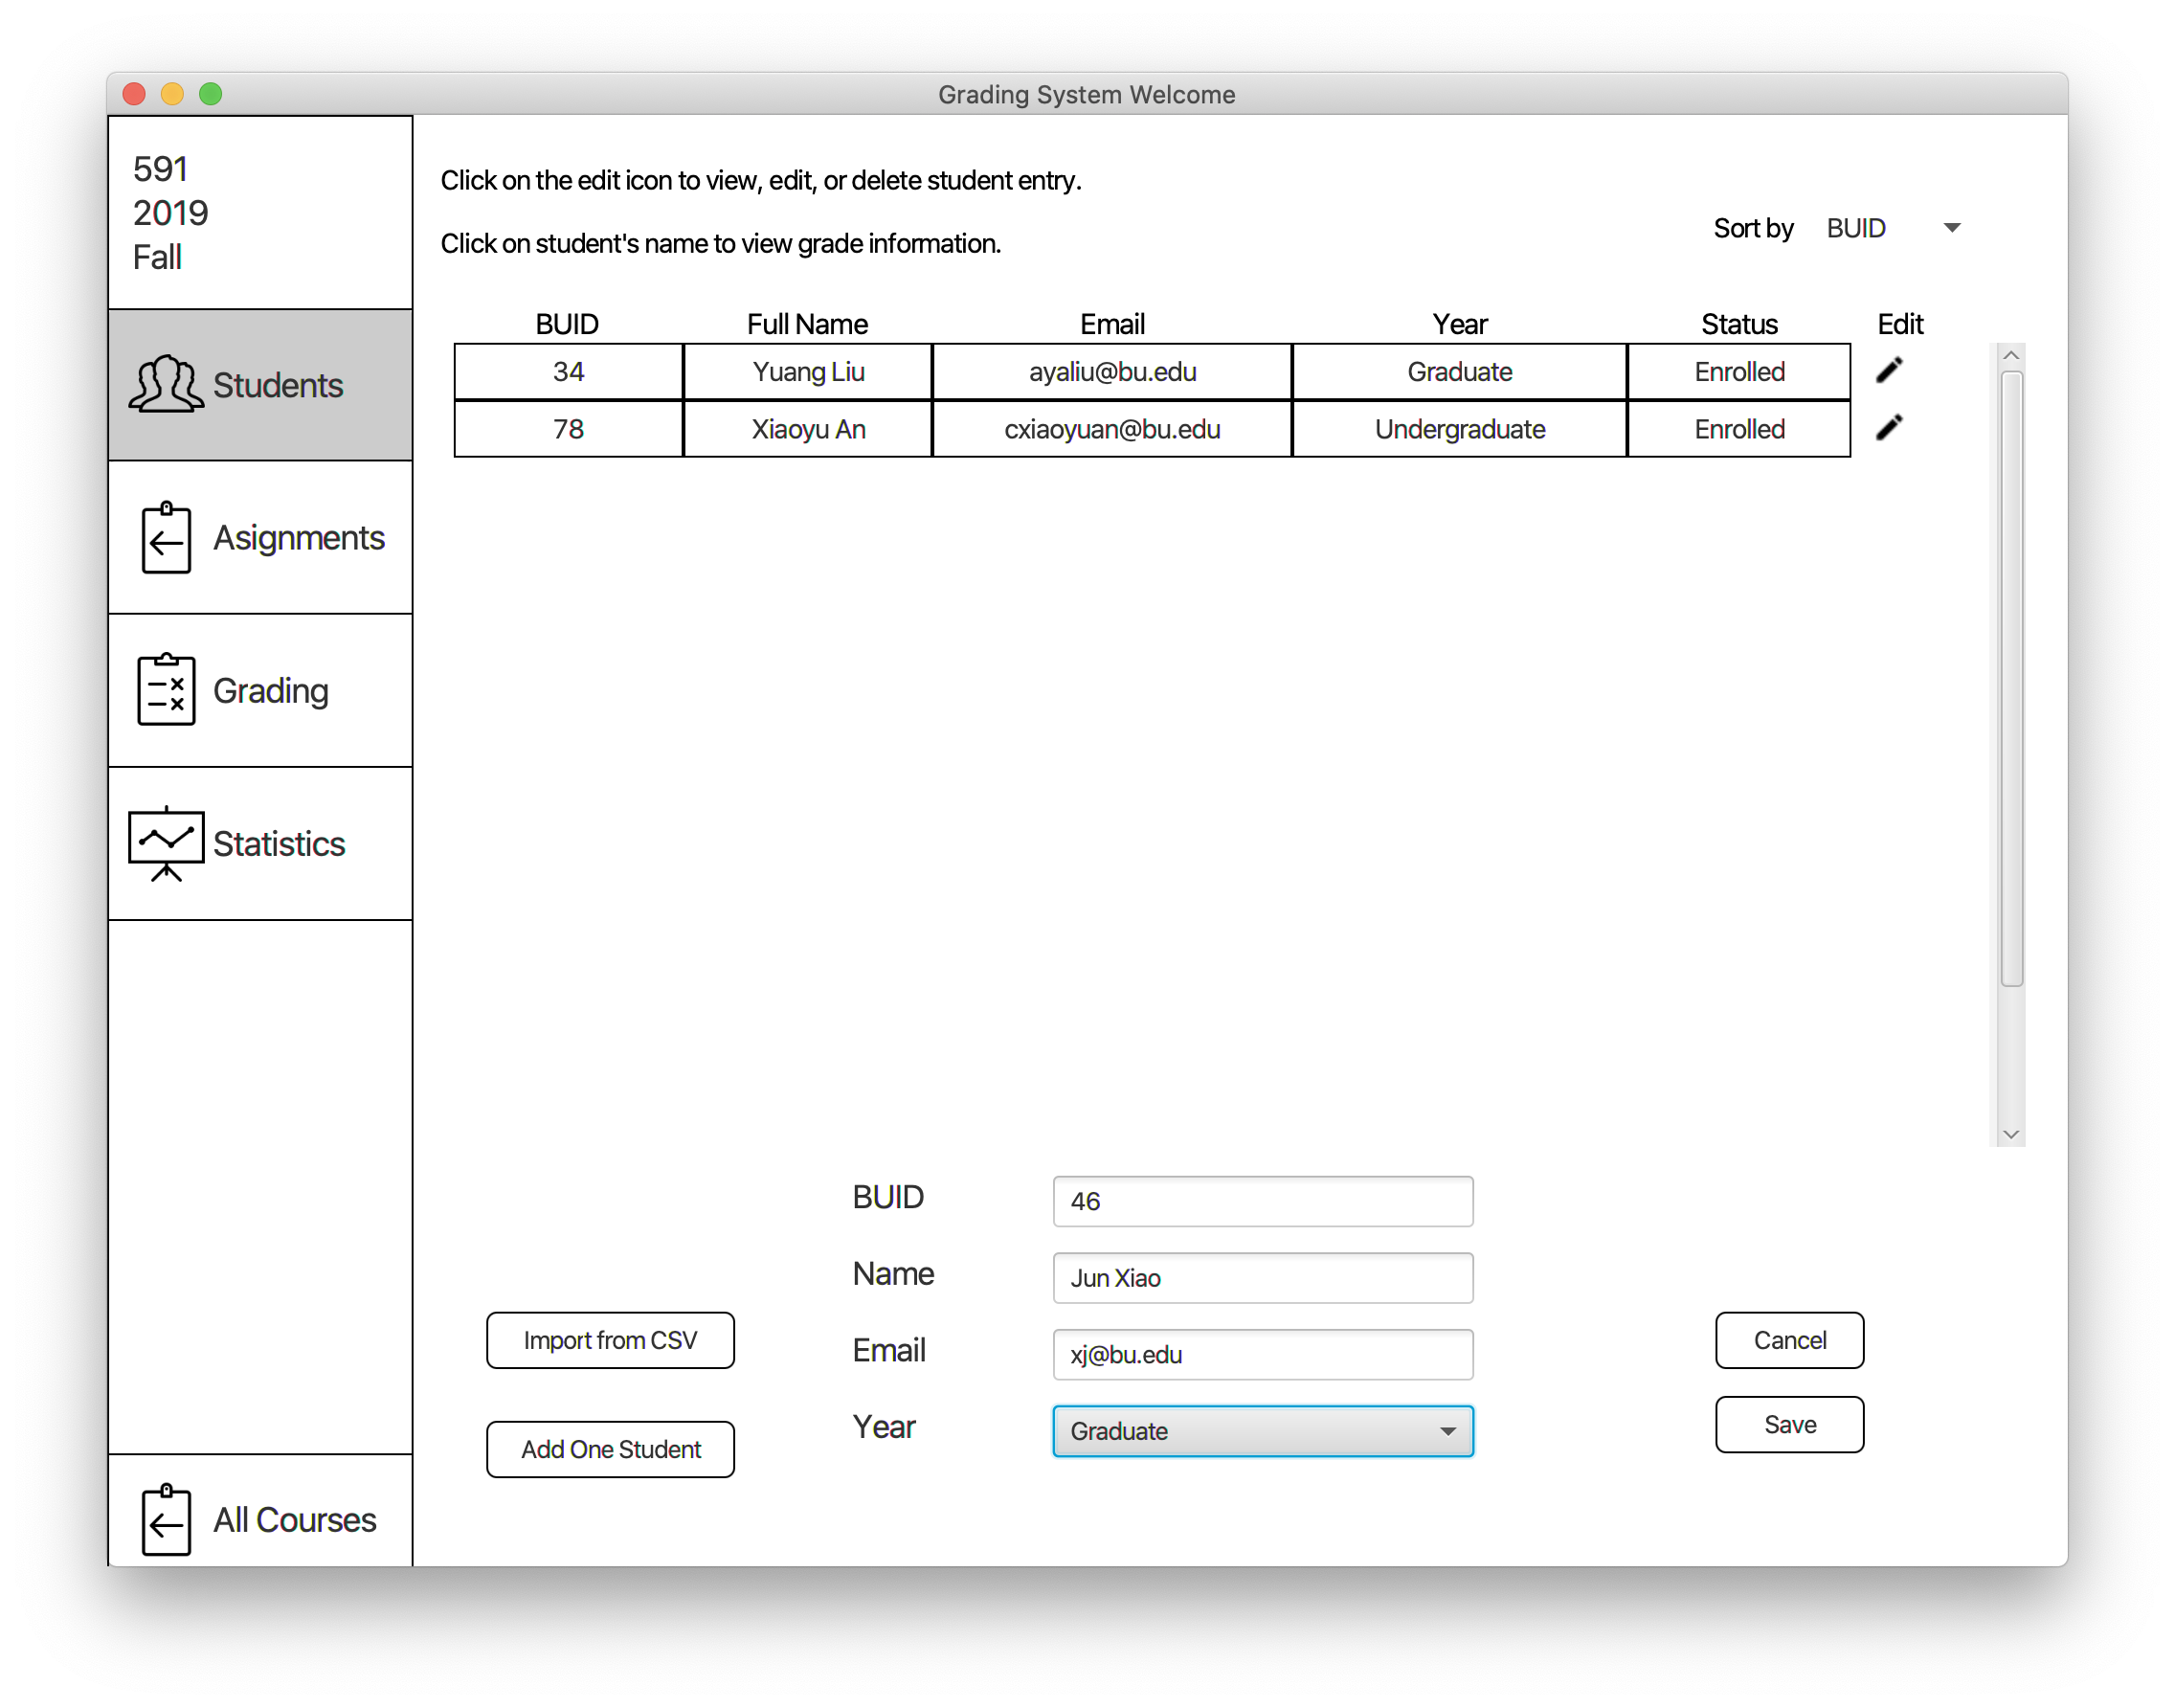 Grading System Welcome
591
2019
Fall
Students
Asignments
Grading
Statistics
All Courses
Click on the edit icon to view, edit, or delete student entry.
Click on student's name to view grade information.
Sort by BUID
BUID Full Name Email Year Status Edit
34 Yuang Liu ayaliu@bu.edu Graduate Enrolled
78 Xiaoyu An cxiaoyuan@bu.edu Undergraduate Enrolled
Import from CSV
Add One Student
BUID 46
Name Jun Xiao
Email xj@bu.edu
Year Graduate
Cancel
Save